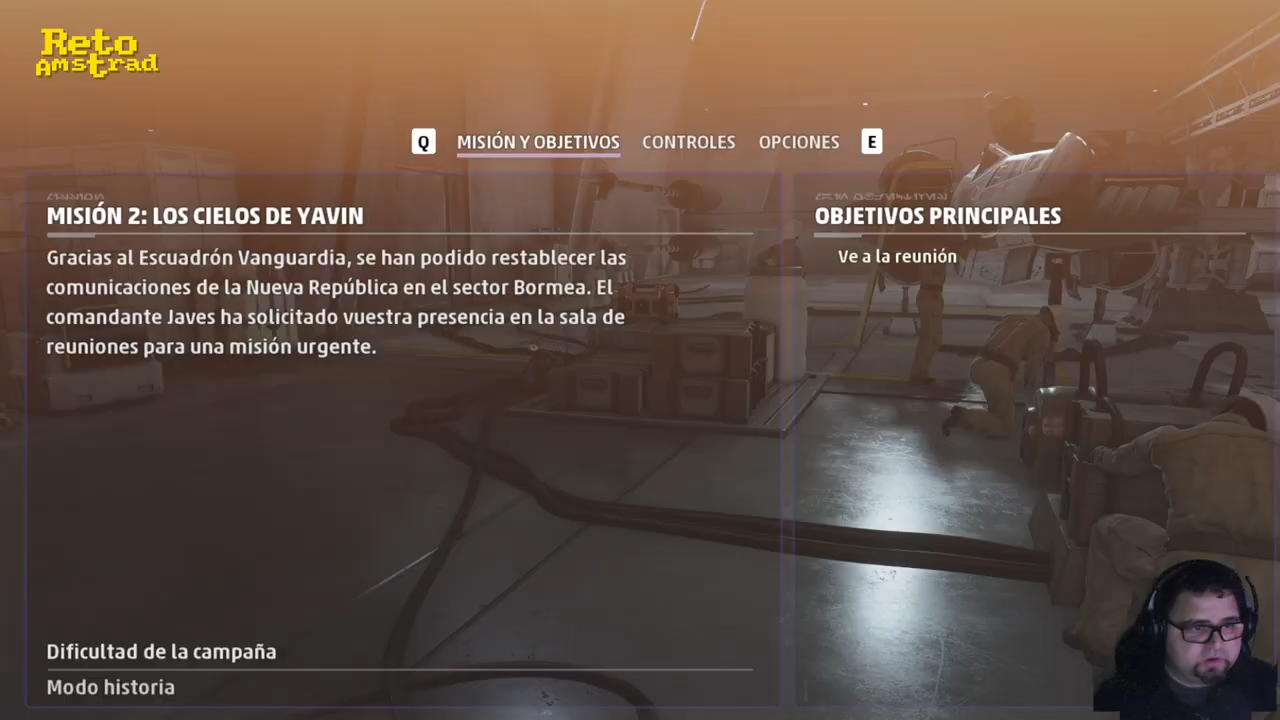 Reto
Amstrad
Q MISIÓN Y OBJETIVOS CONTROLES OPCIONES E
MISIÓN 2: LOS CIELOS DE YAVIN
Gracias al Escuadrón Vanguardia, se han podido restablecer las
comunicaciones de la Nueva República en el sector Bormea. El
comandante Javes ha solicitado vuestra presencia en la sala de
reuniones para una misión urgente.
Dificultad de la campaña
Modo historia
OBJETIVOS PRINCIPALES
Ve a la reunión